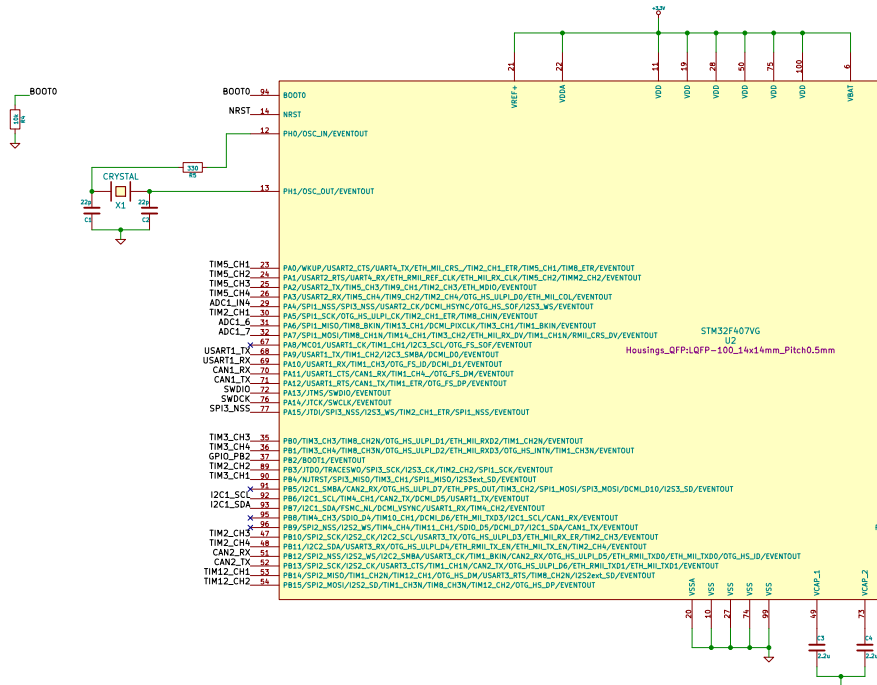 +3.3V
21
22
11
19
28
50
75
100
6
VREF+
VDDA
VDD
VDD
VDD
VDD
VDD
VDD
VBAT
BOOT0
10k
R4
BOOT0 94 BOOT0
NRST 14 NRST
12 PH0/OSC_IN/EVENTOUT
330
R5
CRYSTAL
X1
22p
C1
22p
C2
13 PH1/OSC_OUT/EVENTOUT
TIM5_CH1 23 PA0/WKUP/USART2_CTS/UART4_TX/ETH_MII_CRS_/TIM2_CH1_ETR/TIM5_CH1/TIM8_ETR/EVENTOUT
TIM5_CH2 24 PA1/USART2_RTS/UART4_RX/ETH_RMII_REF_CLK/ETH_MII_RX_CLK/TIM5_CH2/TIMM2_CH2/EVENTOUT
TIM5_CH3 25 PA2/USART2_TX/TIM5_CH3/TIM9_CH1/TIM2_CH3/ETH_MDIO/EVENTOUT
TIM5_CH4 26 PA3/USART2_RX/TIM5_CH4/TIM9_CH2/TIM2_CH4/OTG_HS_ULPI_D0/ETH_MII_COL/EVENTOUT
ADC1_IN4 29 PA4/SPI1_NSS/SPI3_NSS/USART2_CK/DCMI_HSYNC/OTG_HS_SOF/I2S3_WS/EVENTOUT
TIM2_CH1 30 PA5/SPI1_SCK/OTG_HS_ULPI_CK/TIM2_CH1_ETR/TIM8_CHIN/EVENTOUT
ADC1_6 31 PA6/SPI1_MISO/TIM8_BKIN/TIM13_CH1/DCMI_PIXCLK/TIM3_CH1/TIM1_BKIN/EVENTOUT
ADC1_7 32 PA7/SPI1_MOSI/TIM8_CH1N/TIM14_CH1/TIM3_CH2/ETH_MII_RX_DV/TIM1_CH1N/RMII_CRS_DV/EVENTOUT
67 PA8/MCO1/USART1_CK/TIM1_CH1/I2C3_SCL/OTG_FS_SOF/EVENTOUT
USART1_TX 68 PA9/USART1_TX/TIM1_CH2/I2C3_SMBA/DCMI_D0/EVENTOUT
USART1_RX 69 PA10/USART1_RX/TIM1_CH3/OTG_FS_ID/DCMI_D1/EVENTOUT
CAN1_RX 70 PA11/USART1_CTS/CAN1_RX/TIM1_CH4_/OTG_FS_DM/EVENTOUT
CAN1_TX 71 PA12/USART1_RTS/CAN1_TX/TIM1_ETR/OTG_FS_DP/EVENTOUT
SWDIO 72 PA13/JTMS/SWDIO/EVENTOUT
SWDCK 76 PA14/JTCK/SWCLK/EVENTOUT
SPI3_NSS 77 PA15/JTDI/SPI3_NSS/I2S3_WS/TIM2_CH1_ETR/SPI1_NSS/EVENTOUT
STM32F407VG
U2
Housings_QFP:LQFP-100_14x14mm_Pitch0.5mm
TIM3_CH3 35 PB0/TIM3_CH3/TIM8_CH2N/OTG_HS_ULPI_D1/ETH_MII_RXD2/TIM1_CH2N/EVENTOUT
TIM3_CH4 36 PB1/TIM3_CH4/TIM8_CH3N/OTG_HS_ULPI_D2/ETH_MII_RXD3/OTG_HS_INTN/TIM1_CH3N/EVENTOUT
GPIO_PB2 37 PB2/BOOT1/EVENTOUT
TIM2_CH2 89 PB3/JTDO/TRACESWO/SPI3_SCK/I2S3_CK/TIM2_CH2/SPI1_SCK/EVENTOUT
TIM3_CH1 90 PB4/NJTRST/SPI3_MISO/TIM3_CH1/SPI1_MISO/I2S3ext_SD/EVENTOUT
91 PB5/I2C1_SMBA/CAN2_RX/OTG_HS_ULPI_D7/ETH_PPS_OUT/TIM3_CH2/SPI1_MOSI/SPI3_MOSI/DCMI_D10/I2S3_SD/EVENTOUT
I2C1_SCL 92 PB6/I2C1_SCL/TIM4_CH1/CAN2_TX/DCMI_D5/USART1_TX/EVENTOUT
I2C1_SDA 93 PB7/I2C1_SDA/FSMC_NL/DCMI_VSYNC/USART1_RX/TIM4_CH2/EVENTOUT
95 PB8/TIM4_CH3/SDIO_D4/TIM10_CH1/DCMI_D6/ETH_MII_TXD3/I2C1_SCL/CAN1_RX/EVENTOUT
96 PB9/SPI2_NSS/I2S2_WS/TIM4_CH4/TIM11_CH1/SDIO_D5/DCMI_D7/I2C1_SDA/CAN1_TX/EVENTOUT
TIM2_CH3 47 PB10/SPI2_SCK/I2S2_CK/I2C2_SCL/USART3_TX/OTG_HS_ULPI_D3/ETH_MII_RX_ER/TIM2_CH3/EVENTOUT
TIM2_CH4 48 PB11/I2C2_SDA/USART3_RX/OTG_HS_ULPI_D4/ETH_RMII_TX_EN/ETH_MII_TX_EN/TIM2_CH4/EVENTOUT
CAN2_RX 51 PB12/SPI2_NSS/I2S2_WS/I2C2_SMBA/USART3_CK/TIM1_BKIN/CAN2_RX/OTG_HS_ULPI_D5/ETH_RMII_TXD0/ETH_MII_TXD0/OTG_HS_ID/EVENTOUT
CAN2_TX 52 PB13/SPI2_SCK/I2S2_CK/USART3_CTS/TIM1_CH1N/CAN2_TX/OTG_HS_ULPI_D6/ETH_RMII_TXD1/ETH_MII_TXD1/EVENTOUT
TIM12_CH1 53 PB14/SPI2_MISO/TIM1_CH2N/TIM12_CH1/OTG_HS_DM/USART3_RTS/TIM8_CH2N/I2S2ext_SD/EVENTOUT
TIM12_CH2 54 PB15/SPI2_MOSI/I2S2_SD/TIM1_CH3N/TIM8_CH3N/TIM12_CH2/OTG_HS_DP/EVENTOUT
VSSA
VSS
VSS
VSS
VSS
VCAP_1
VCAP_2
20
10
27
74
99
49
73
C3
2.2u
C4
2.2u